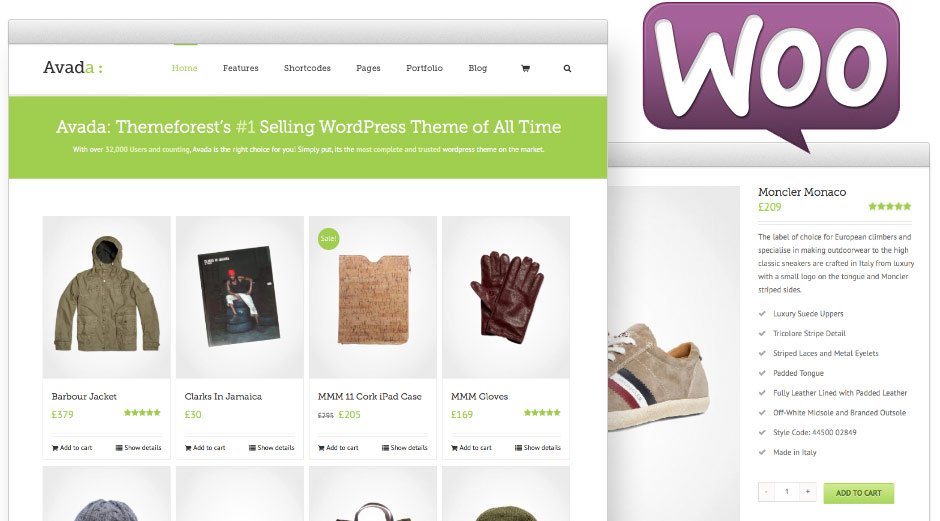 Avada :
Home Features Shortcodes Pages Portfolio Blog
Avada: Themeforest's #1 Selling WordPress Theme of All Time
With over 32,000 Users and counting, Avada is the right choice for you! Simply put, its the most complete and trusted wordpress theme on the market.
Barbour Jacket
£379
Add to cart Show details
CLARKS IN JAMAICA
Clarks In Jamaica
£30
Add to cart Show details
Sale!
MMM 11 Cork iPad Case
£295 £205
Add to cart Show details
MMM Gloves
£169
Add to cart Show details
Woo
Moncler Monaco
£209
The label of choice for European climbers and
specialise in making outdoorwear to the high
classic sneakers are crafted in Italy from luxury
with a small logo on the tongue and Moncler
striped sides.
Luxury Suede Uppers
Tricolore Stripe Detail
Striped Laces and Metal Eyelets
Padded Tongue
Fully Leather Lined with Padded Leather
Off-White Midsole and Branded Outsole
Style Code: 44500 02849
Made in Italy
- 1 +
ADD TO CART